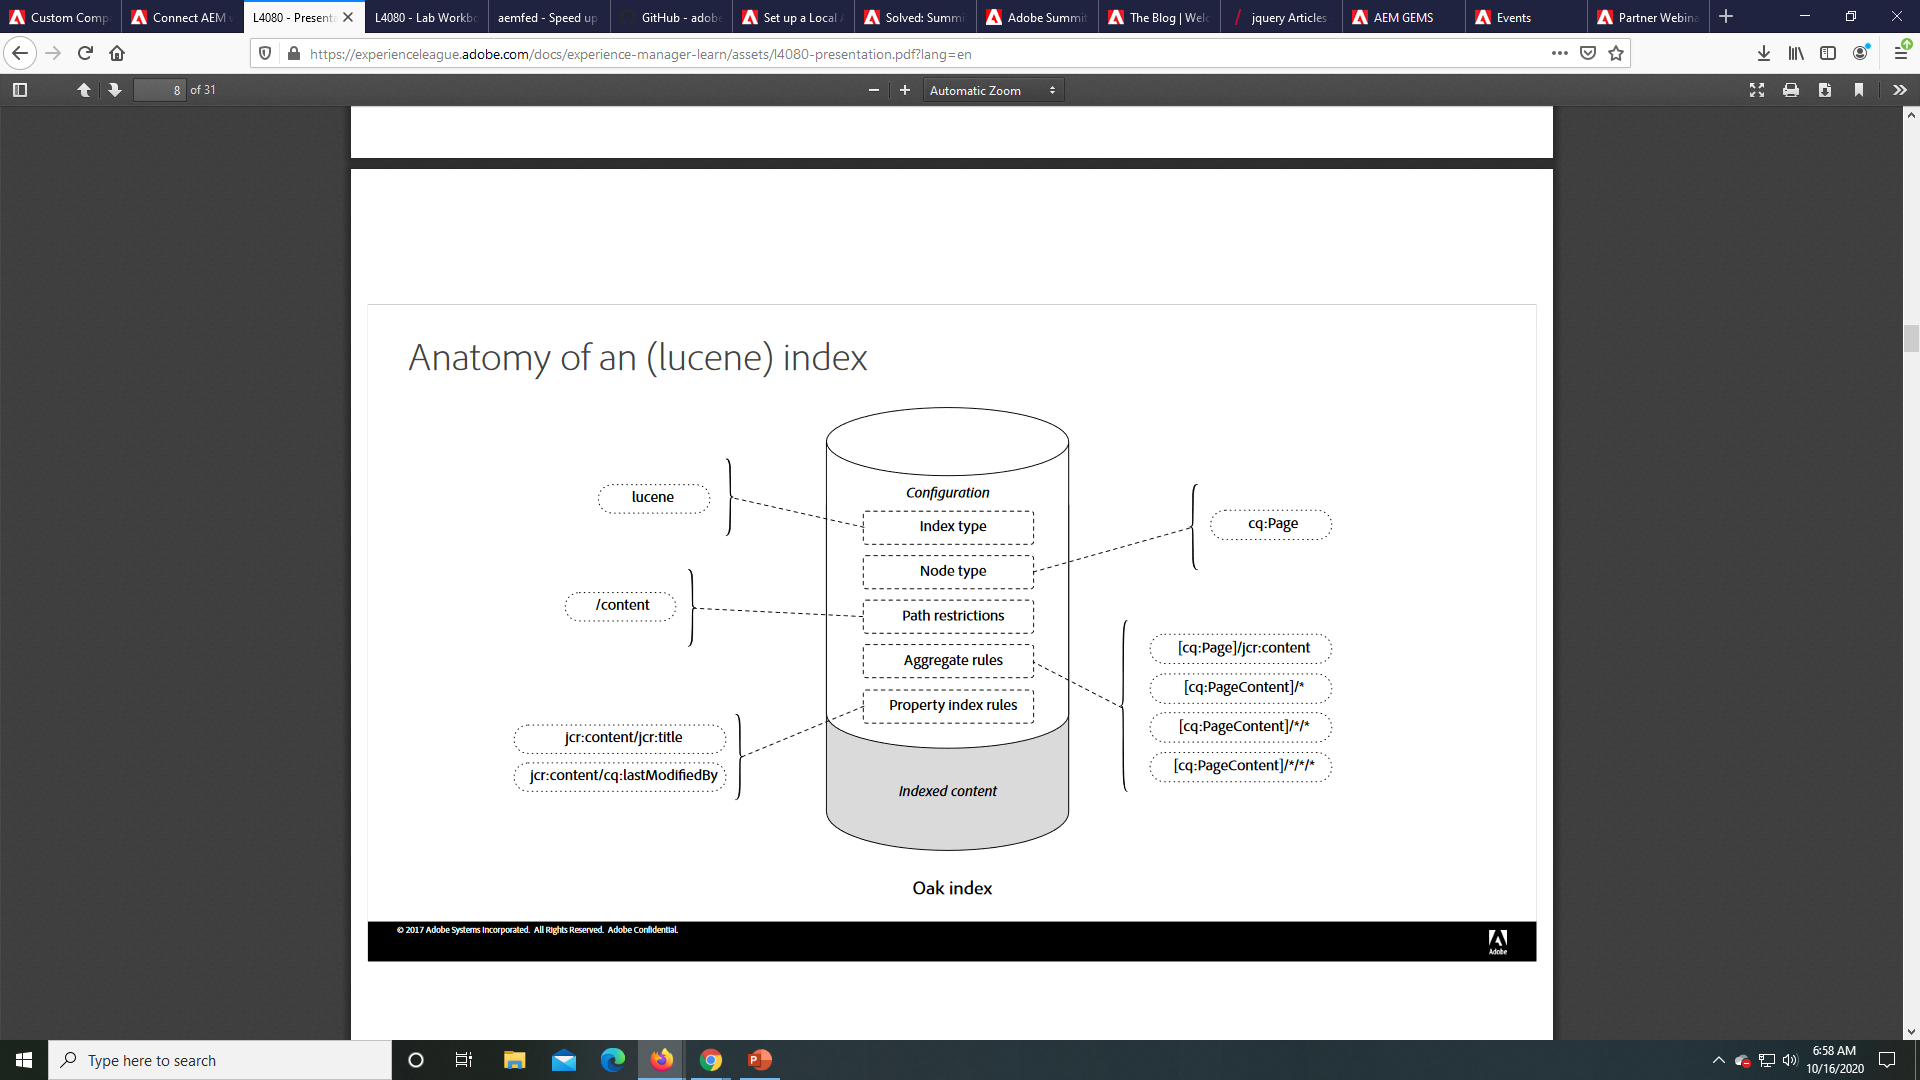 Custom Comp
Connect AEM
L4080 - Present
L4080 - Lab Workbo
aemfed - Speed up
GitHub - adobe
Set up a Local
Solved: Summi
Adobe Summit
The Blog | Welc
jquery Articles
AEM GEMS
Events
Partner Webina
https://experienceleague.adobe.com/docs/experience-manager-learn/assets/l4080-presentation.pdf?lang=en
8 of 31
Automatic Zoom
Anatomy of an (lucene) index
Configuration
lucene
Index type
cq:Page
Node type
/content
Path restrictions
Aggregate rules
[cq:Page]/jcr:content
[cq:PageContent]/*
Property index rules
[cq:PageContent]/*/*
jcr:content/jcr:title
[cq:PageContent]/*/*/*
jcr:content/cq:lastModifiedBy
Indexed content
Oak index
© 2017 Adobe Systems Incorporated. All Rights Reserved. Adobe Confidential.
Adobe
Type here to search
6:58 AM
10/16/2020